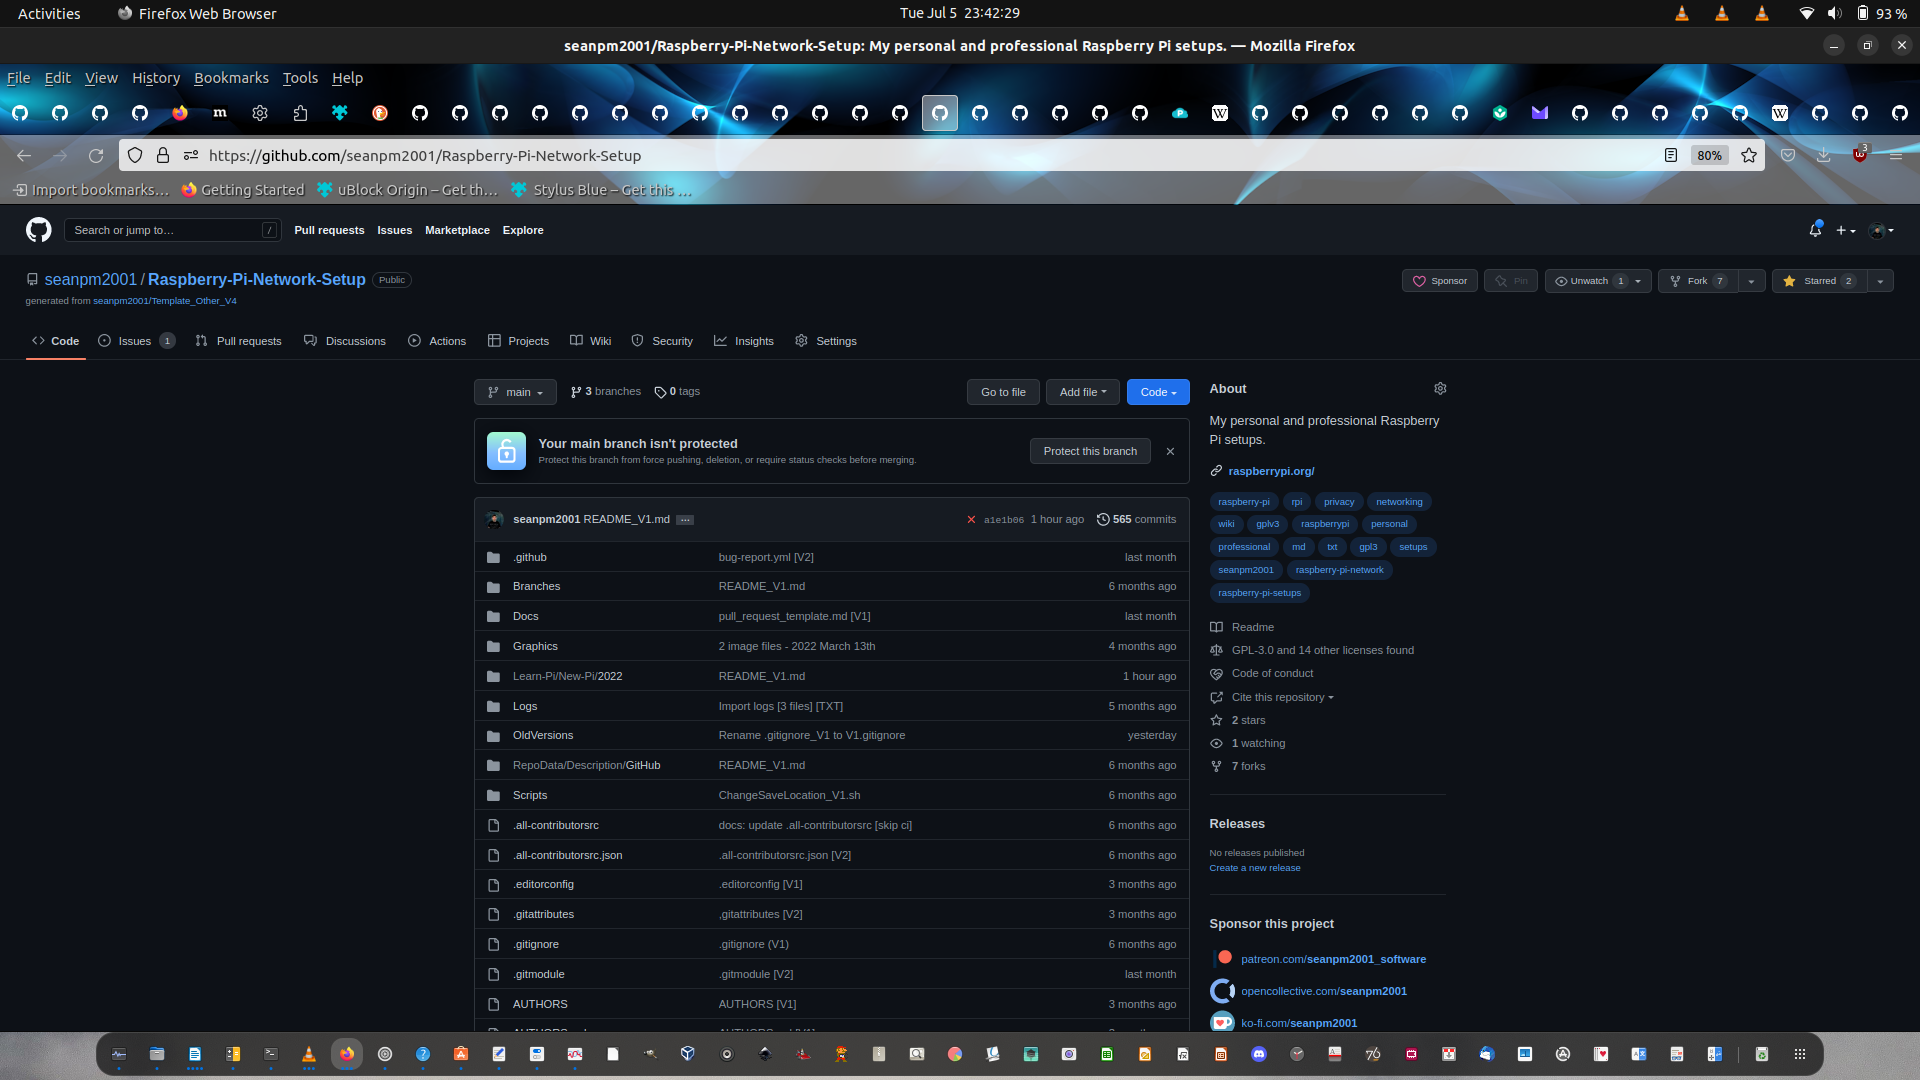 Activities
Firefox Web Browser
Tue Jul 5 23:42:29
93 %
seanpm2001/Raspberry-Pi-Network-Setup: My personal and professional Raspberry Pi setups. — Mozilla Firefox
File Edit View History Bookmarks Tools Help
https://github.com/seanpm2001/Raspberry-Pi-Network-Setup
80%
3
Import bookmarks… Getting Started uBlock Origin – Get th… Stylus Blue – Get this …
Search or jump to… /
Pull requests Issues Marketplace Explore
seanpm2001 / Raspberry-Pi-Network-Setup Public
Sponsor Pin Unwatch 1 Fork 7 Starred 2
generated from seanpm2001/Template_Other_V4
Code Issues 1 Pull requests Discussions Actions Projects Wiki Security Insights Settings
main 3 branches 0 tags
Go to file Add file Code
Your main branch isn't protected
Protect this branch from force pushing, deletion, or require status checks before merging.
Protect this branch
seanpm2001 README_V1.md ... a1e1b06 1 hour ago 565 commits
.github bug-report.yml [V2] last month
Branches README_V1.md 6 months ago
Docs pull_request_template.md [V1] last month
Graphics 2 image files - 2022 March 13th 4 months ago
Learn-Pi/New-Pi/2022 README_V1.md 1 hour ago
Logs Import logs [3 files] [TXT] 5 months ago
OldVersions Rename .gitignore_V1 to V1.gitignore yesterday
RepoData/Description/GitHub README_V1.md 6 months ago
Scripts ChangeSaveLocation_V1.sh 6 months ago
.all-contributorsrc docs: update .all-contributorsrc [skip ci] 6 months ago
.all-contributorsrc.json .all-contributorsrc.json [V2] 6 months ago
.editorconfig .editorconfig [V1] 3 months ago
.gitattributes ,gitattributes [V2] 3 months ago
.gitignore .gitignore (V1) 6 months ago
.gitmodule .gitmodule [V2] last month
AUTHORS AUTHORS [V1] 3 months ago
About
My personal and professional Raspberry
Pi setups.
raspberrypi.org/
raspberry-pi rpi privacy networking
wiki gplv3 raspberrypi personal
professional md txt gpl3 setups
seanpm2001 raspberry-pi-network
raspberry-pi-setups
Readme
GPL-3.0 and 14 other licenses found
Code of conduct
Cite this repository
2 stars
1 watching
7 forks
Releases
No releases published
Create a new release
Sponsor this project
patreon.com/seanpm2001_software
opencollective.com/seanpm2001
ko-fi.com/seanpm2001